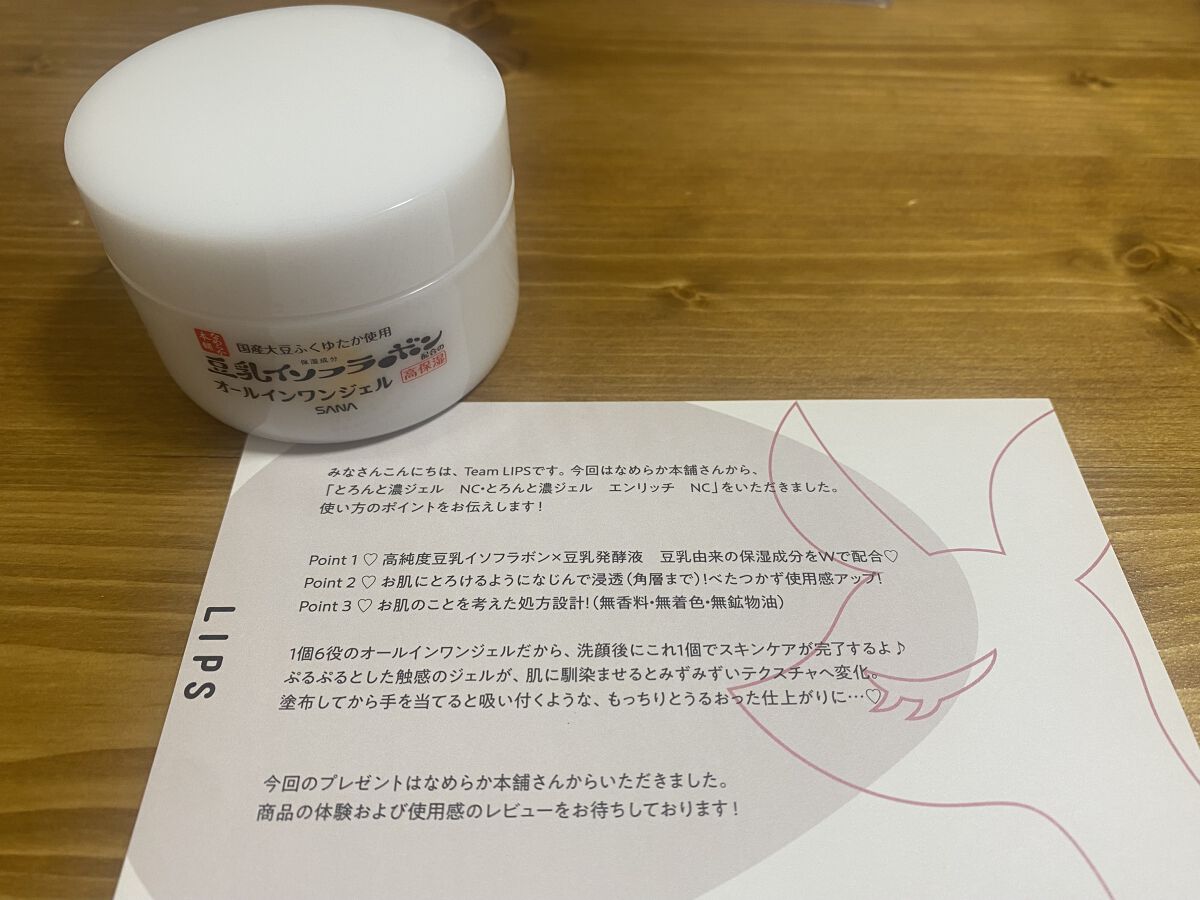 なめらか本舗
国産大豆ふくゆたか使用
保湿成分
豆乳イソフラボン
配合の
オールインワンジェル
高保湿
SANA
みなさんこんにちは、Team LIPSです。今回はなめらか本舗さんから、
「とろんと濃ジェル　NC・とろんと濃ジェル　エンリッチ　NC」をいただきました。
使い方のポイントをお伝えします!
Point 1 ♡ 高純度豆乳イソフラボン×豆乳発酵液　豆乳由来の保湿成分をWで配合♡
Point 2 ♡ お肌にとろけるようになじんで浸透(角層まで)!べたつかず使用感アップ!
Point 3 ♡ お肌のことを考えた処方設計!(無香料・無着色・無鉱物油)
1個6役のオールインワンジェルだから、洗顔後にこれ1個でスキンケアが完了するよ♪
ぷるぷるとした触感のジェルが、肌に馴染ませるとみずみずいテクスチャへ変化。
塗布してから手を当てると吸い付くような、もっちりとうるおった仕上がりに…♡
今回のプレゼントはなめらか本舗さんからいただきました。
商品の体験および使用感のレビューをお待ちしております!
LIPS